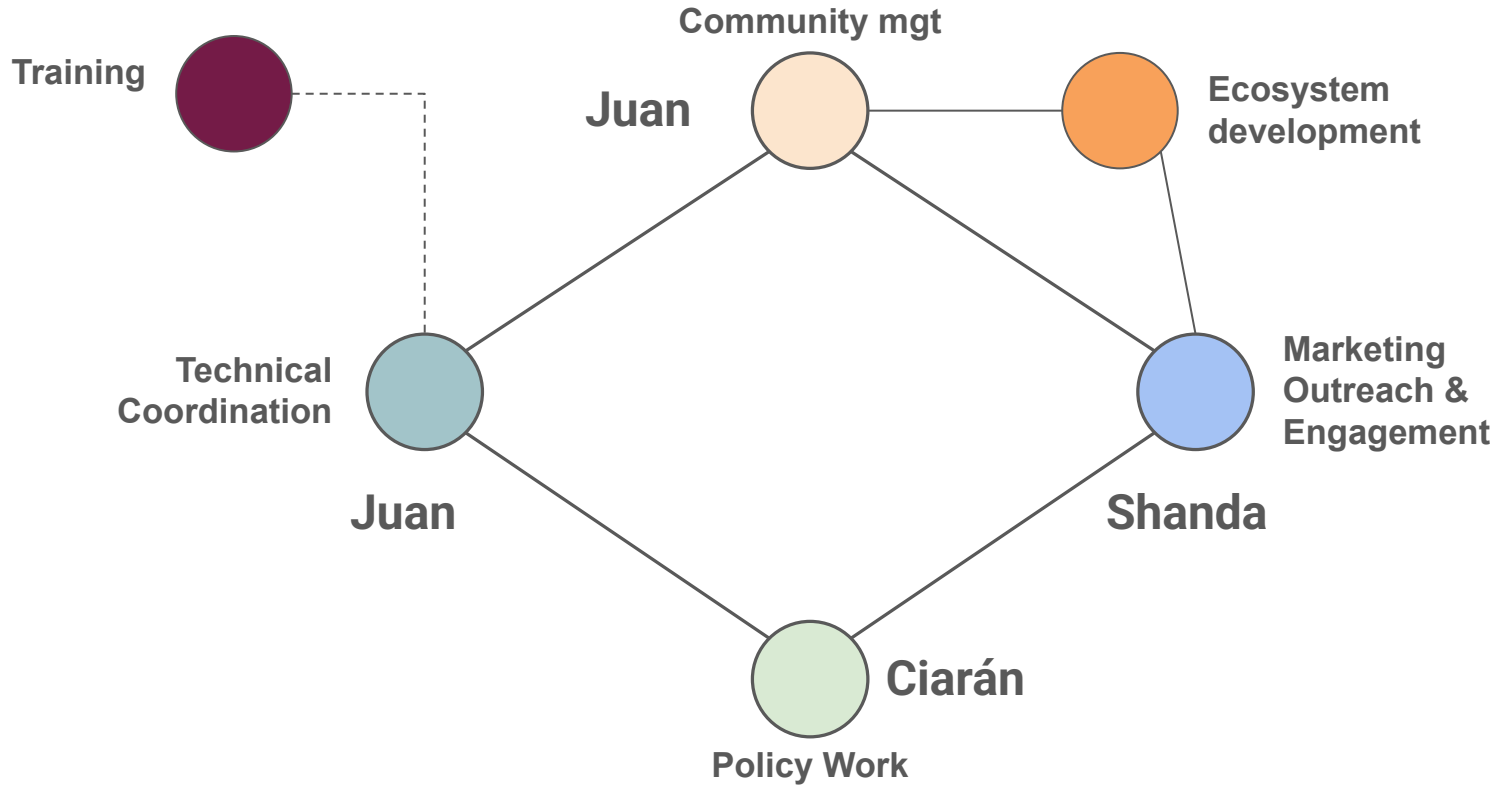 Community mgt
Training
Juan
Ecosystem
development
Technical
Coordination
Marketing
Outreach &
Engagement
Juan
Shanda
Ciarán
Policy Work